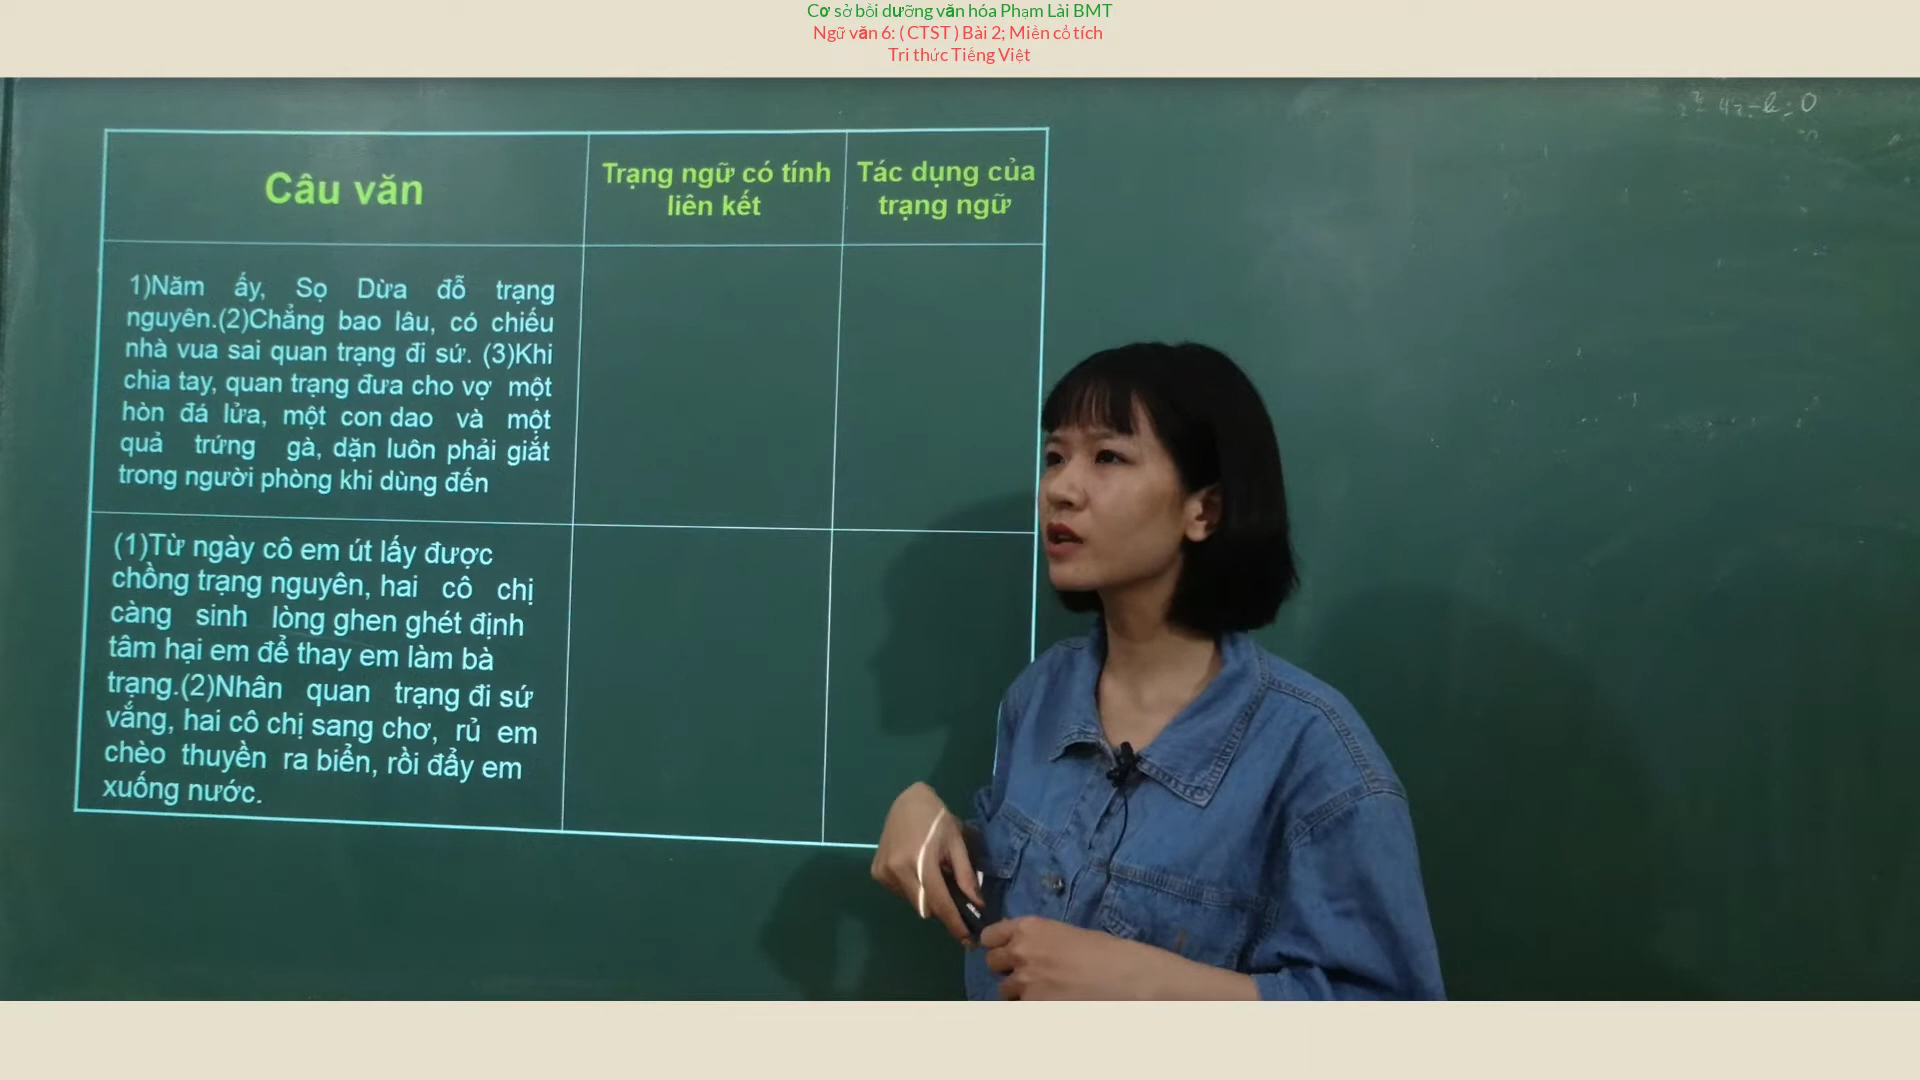 Cơ sở bồi dưỡng văn hóa Phạm Lài BMT
Ngữ văn 6: ( CTST ) Bài 2; Miền cổ tích
Tri thức Tiếng Việt
Câu văn
Trạng ngữ có tính
liên kết
Tác dụng của
trạng ngữ
1)Năm ấy, Sọ Dừa đỗ trạng
nguyên.(2)Chẳng bao lâu, có chiếu
nhà vua sai quan trạng đi sứ. (3)Khi
chia tay, quan trạng đưa cho vợ một
hòn đá lửa, một con dao và một
quả trứng gà, dặn luôn phải giắt
trong người phòng khi dùng đến
(1)Từ ngày cô em út lấy được
chồng trạng nguyên, hai cô chị
càng sinh lòng ghen ghét định
tâm hại em để thay em làm bà
trạng.(2)Nhân quan trạng đi sứ
vắng, hai cô chị sang chơ, rủ em
chèo thuyền ra biển, rồi đẩy em
xuống nước.